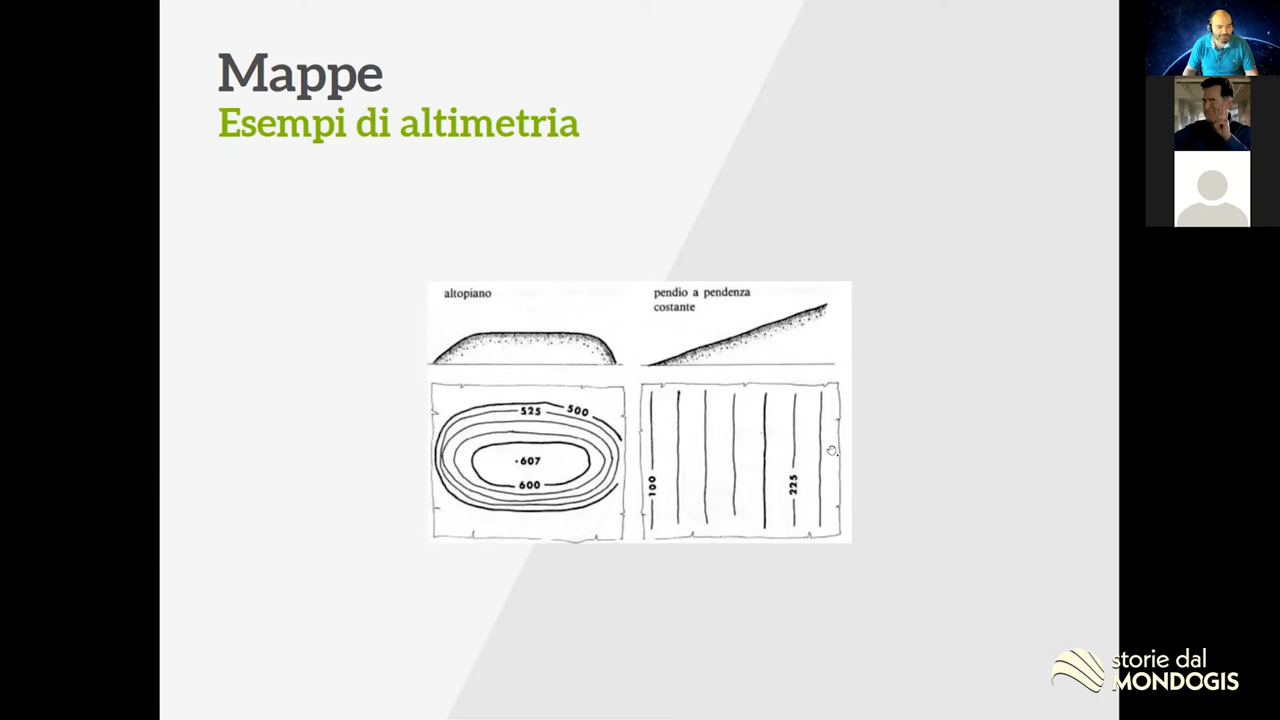 Mappe
Esempi di altimetria
altopiano
pendio a pendenza
costante
525
500
.607
600
100
225
storie dal
MONDOGIS